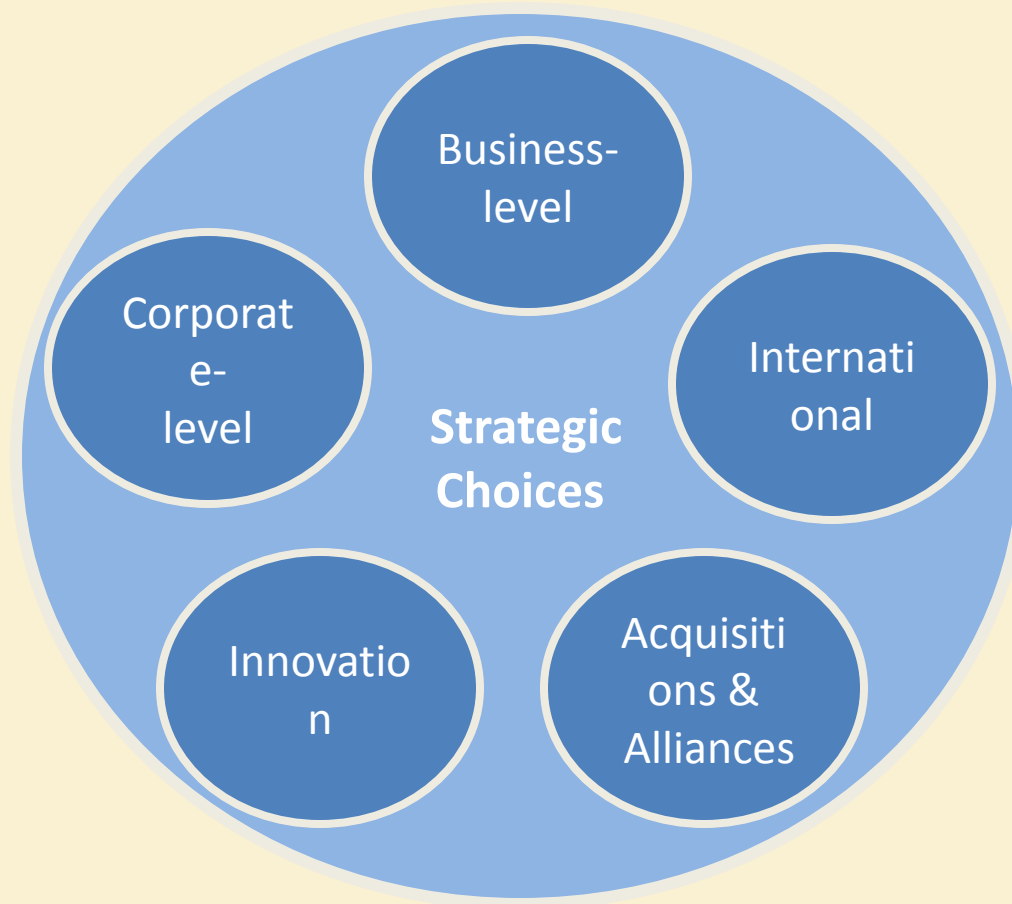 Business-
level
Corporat
e-
level
Internati
onal
Strategic
Choices
Innovatio
n
Acquisiti
ons &
Alliances